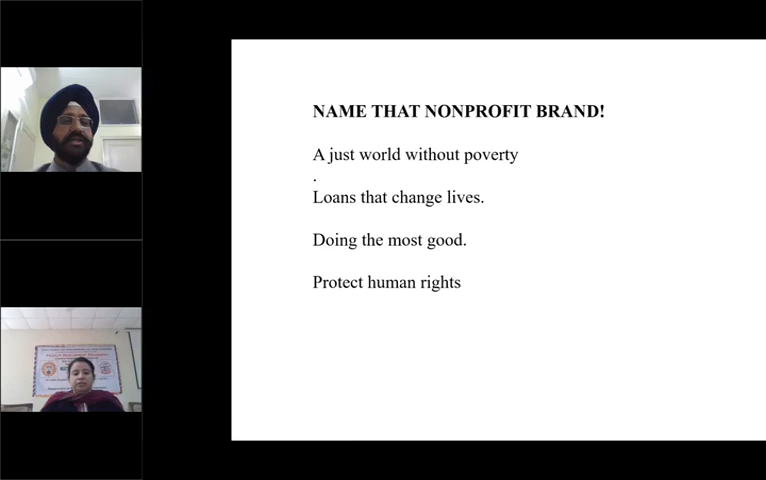 NAME THAT NONPROFIT BRAND!
A just world without poverty
.
Loans that change lives.
Doing the most good.
Protect human rights